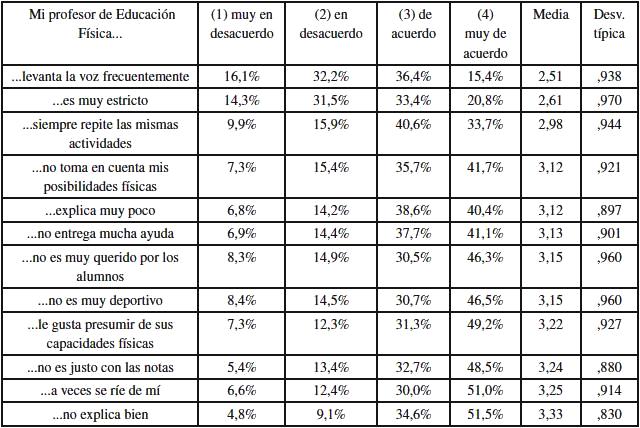 Mi profesor de Educación Física... (1) muy en desacuerdo (2) en desacuerdo (3) de acuerdo (4) muy de acuerdo Media Desv. típica
...levanta la voz frecuentemente 16,1% 32,2% 36,4% 15,4% 2,51 ,938
...es muy estricto 14,3% 31,5% 33,4% 20,8% 2,61 ,970
...siempre repite las mismas actividades 9,9% 15,9% 40,6% 33,7% 2,98 ,944
...no toma en cuenta mis posibilidades físicas 7,3% 15,4% 35,7% 41,7% 3,12 ,921
...explica muy poco 6,8% 14,2% 38,6% 40,4% 3,12 ,897
...no entrega mucha ayuda 6,9% 14,4% 37,7% 41,1% 3,13 ,901
...no es muy querido por los alumnos 8,3% 14,9% 30,5% 46,3% 3,15 ,960
...no es muy deportivo 8,4% 14,5% 30,7% 46,5% 3,15 ,960
...le gusta presumir de sus capacidades físicas 7,3% 12,3% 31,3% 49,2% 3,22 ,927
...no es justo con las notas 5,4% 13,4% 32,7% 48,5% 3,24 ,880
...a veces se ríe de mí 6,6% 12,4% 30,0% 51,0% 3,25 ,914
...no explica bien 4,8% 9,1% 34,6% 51,5% 3,33 ,830